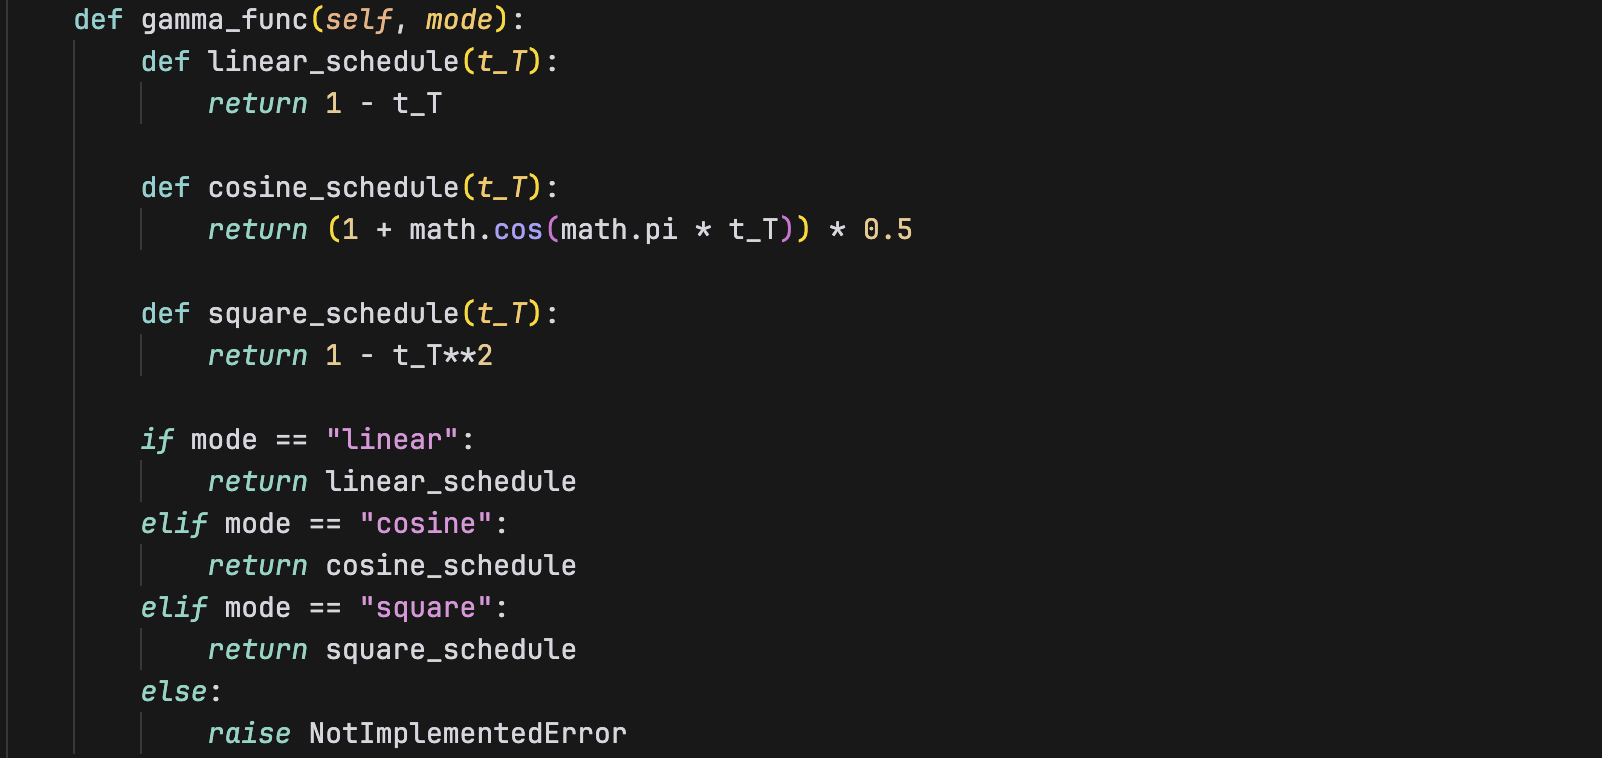 def gamma_func(self, mode):
    def linear_schedule(t_T):
        return 1 - t_T

    def cosine_schedule(t_T):
        return (1 + math.cos(math.pi * t_T)) * 0.5

    def square_schedule(t_T):
        return 1 - t_T**2

    if mode == "linear":
        return linear_schedule
    elif mode == "cosine":
        return cosine_schedule
    elif mode == "square":
        return square_schedule
    else:
        raise NotImplementedError